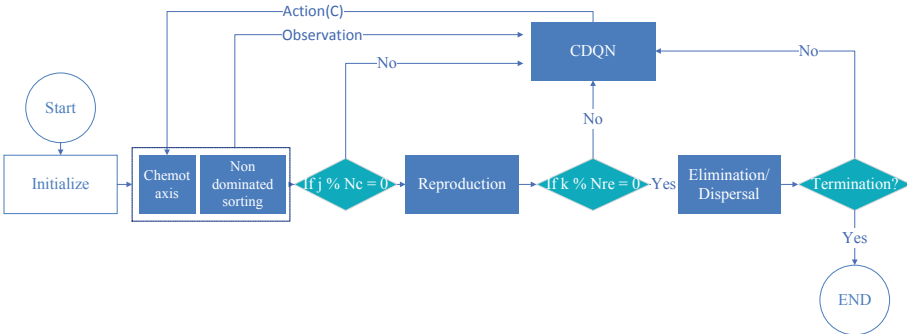 Action(C)
Observation
CDQN
No
No
Start
No
Initialize
Chemot
axis
Non
dominated
sorting
If j % Nc = 0
Reproduction
If k % Nre = 0
Yes
Elimination/
Dispersal
Termination?
Yes
END